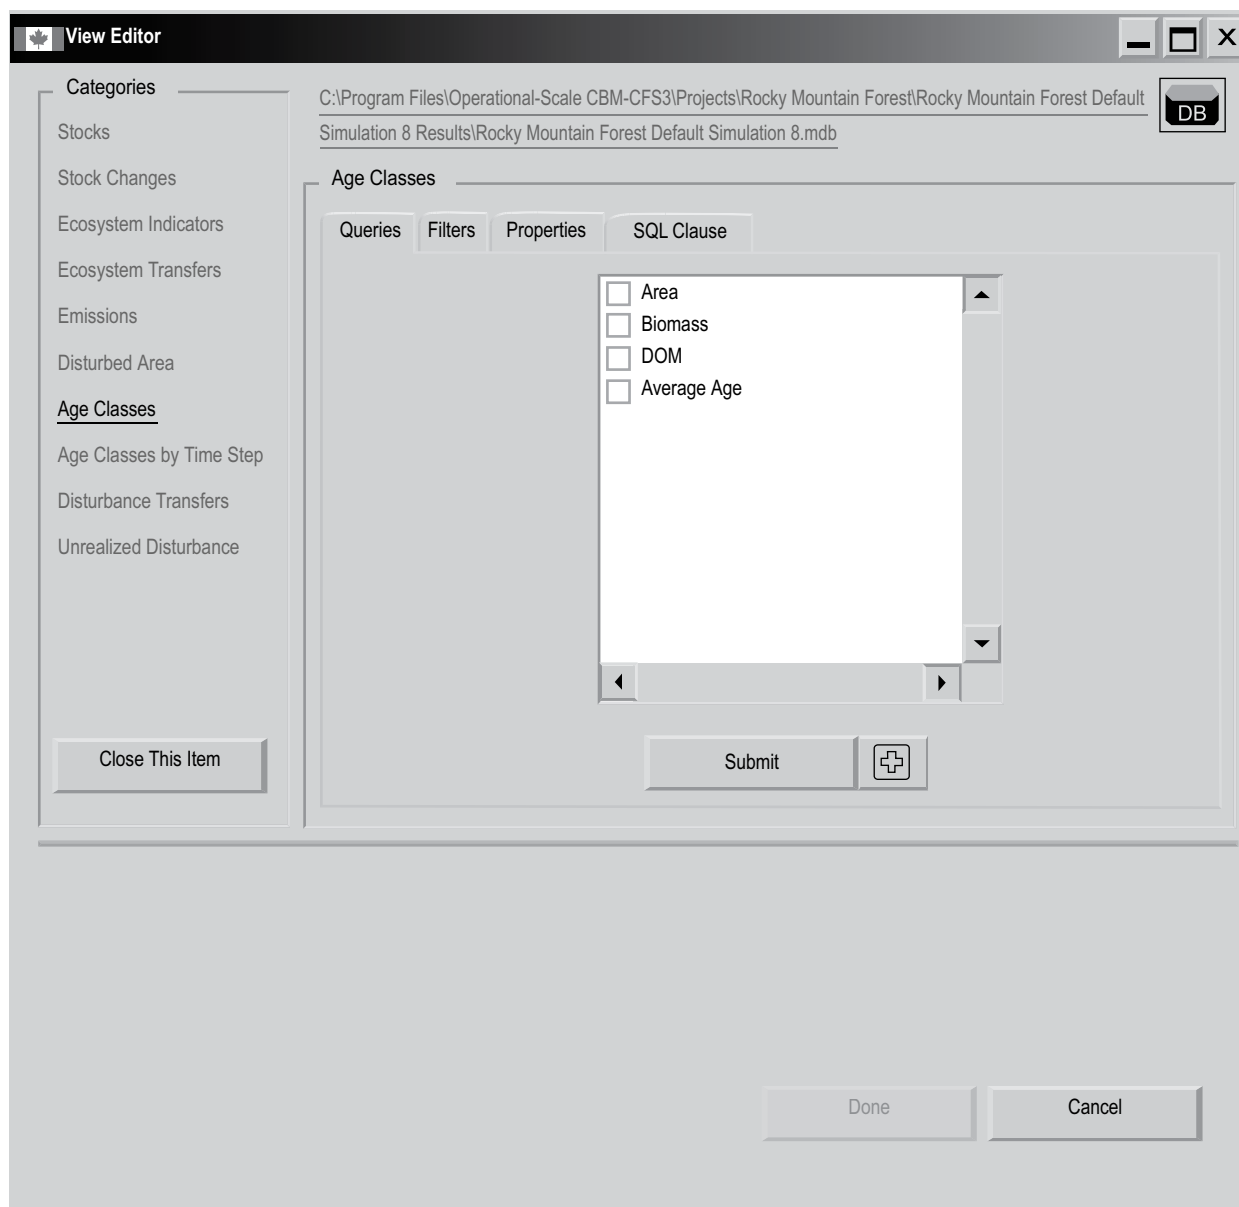 View Editor
X
Categories
Stocks
Stock Changes
Ecosystem Indicators
Ecosystem Transfers
Emissions
Disturbed Area
Age Classes
Age Classes by Time Step
Disturbance Transfers
Unrealized Disturbance
Close This Item
C:\Program Files\Operational-Scale CBM-CFS3\Projects\Rocky Mountain Forest\Rocky Mountain Forest Default
Simulation 8 Results\Rocky Mountain Forest Default Simulation 8.mdb
DB
Age Classes
Queries Filters Properties SQL Clause
Area
Biomass
DOM
Average Age
Submit
Done Cancel